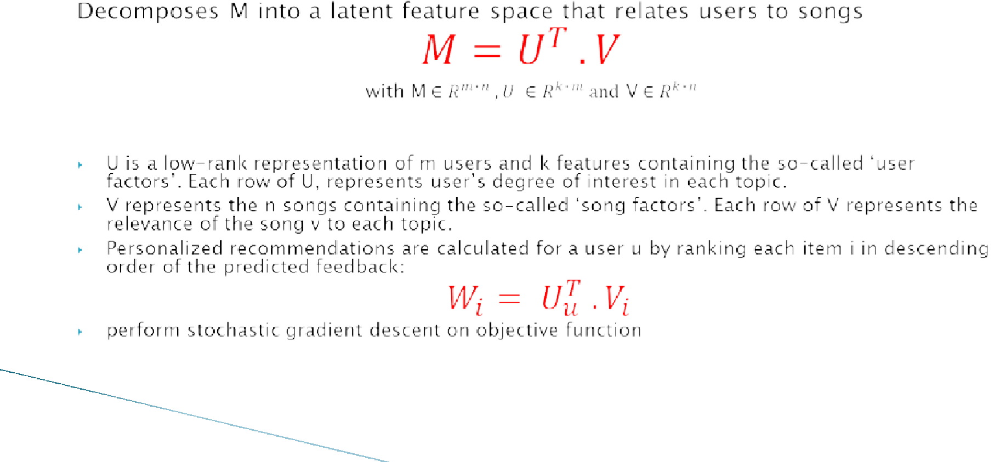 Decomposes M into a latent feature space that relates users to songs
M = U^T . V
with M ∈ R^{m·n} , U ∈ R^{k·m} and V ∈ R^{k·n}
U is a low-rank representation of m users and k features containing the so-called ‘user
factors’. Each row of U, represents user’s degree of interest in each topic.
V represents the n songs containing the so-called ‘song factors’. Each row of V represents the
relevance of the song v to each topic.
Personalized recommendations are calculated for a user u by ranking each item i in descending
order of the predicted feedback:
W_i = U_u^T . V_i
perform stochastic gradient descent on objective function